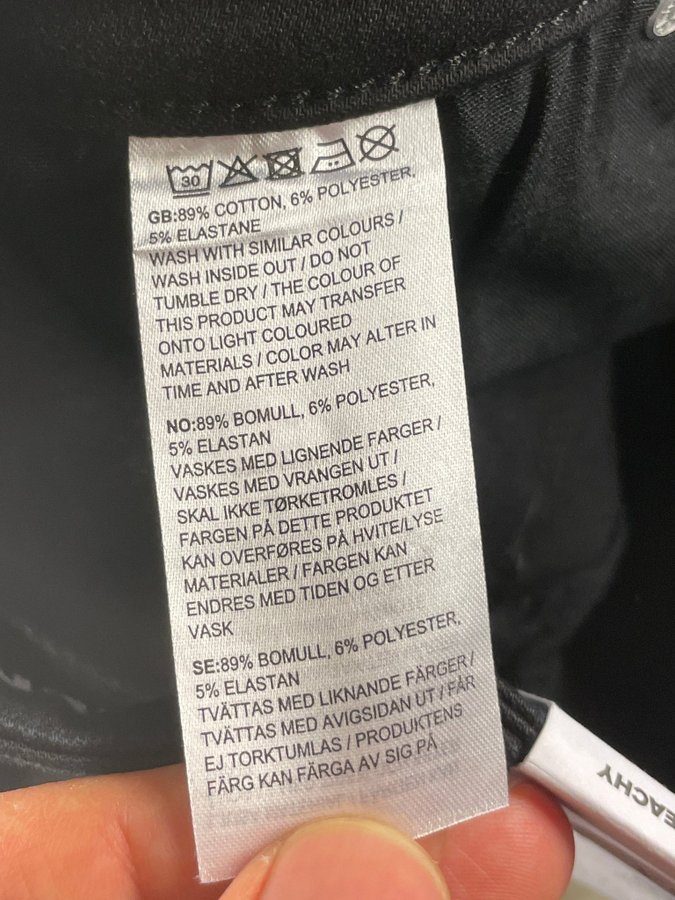 30
GB:89% COTTON, 6% POLYESTER,
5% ELASTANE
WASH WITH SIMILAR COLOURS /
WASH INSIDE OUT / DO NOT
TUMBLE DRY / THE COLOUR OF
THIS PRODUCT MAY TRANSFER
ONTO LIGHT COLOURED
MATERIALS / COLOR MAY ALTER IN
TIME AND AFTER WASH
NO:89% BOMULL, 6% POLYESTER,
5% ELASTAN
VASKES MED LIGNENDE FARGER /
VASKES MED VRANGEN UT /
SKAL IKKE TØRKETROMLES /
FARGEN PÅ DETTE PRODUKTET
KAN OVERFØRES PÅ HVITE/LYSE
MATERIALER / FARGEN KAN
ENDRES MED TIDEN OG ETTER
VASK
SE:89% BOMULL, 6% POLYESTER,
5% ELASTAN
TVÄTTAS MED LIKNANDE FÄRGER /
TVÄTTAS MED AVIGSIDAN UT / FÅR
EJ TORKTUMLAS / PRODUKTENS
FÄRG KAN FÄRGA AV SIG PÅ